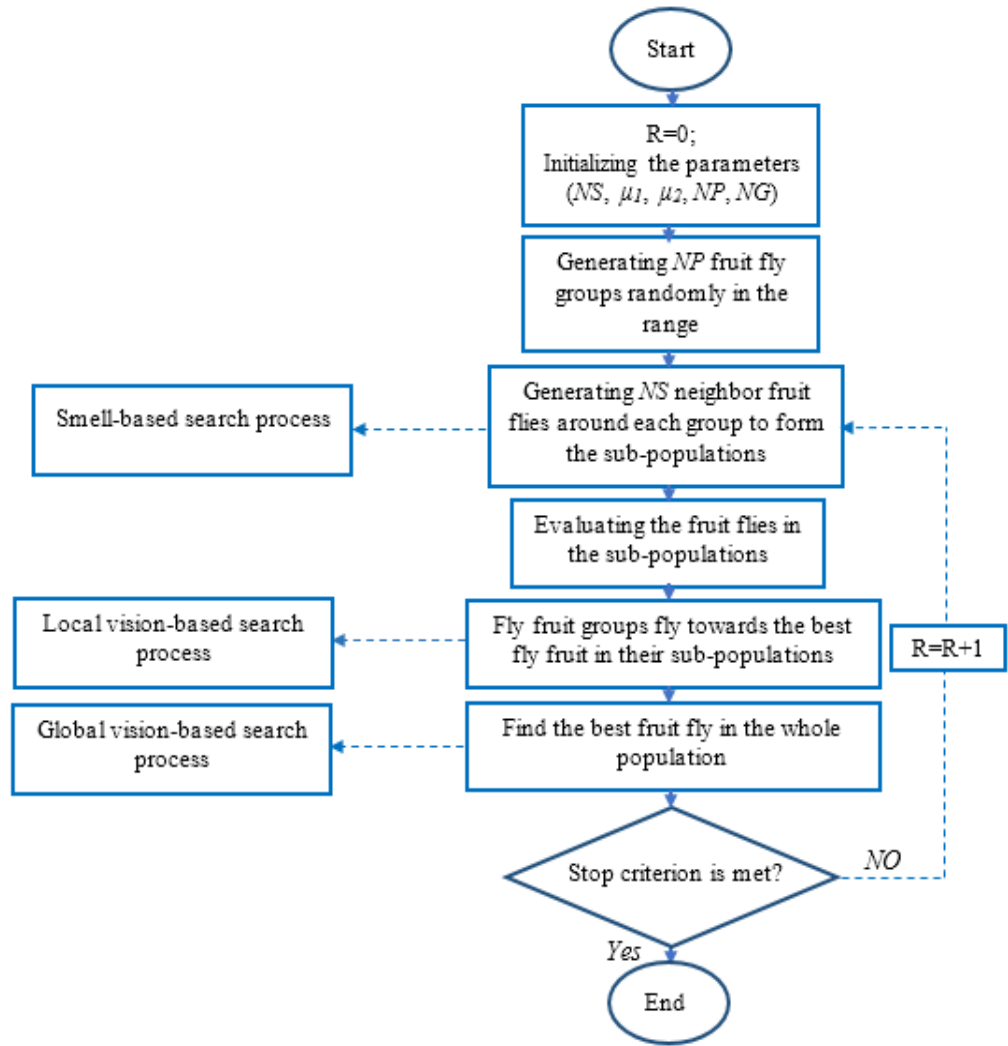 Start
R=0;
Initializing the parameters
(NS, μ1, μ2, NP, NG)
Generating NP fruit fly
groups randomly in the
range
Generating NS neighbor fruit
flies around each group to form
the sub-populations
Smell-based search process
Evaluating the fruit flies in
the sub-populations
Fly fruit groups fly towards the best
fly fruit in their sub-populations
Local vision-based search
process
R=R+1
Find the best fruit fly in the whole
population
Global vision-based search
process
Stop criterion is met?
NO
Yes
End